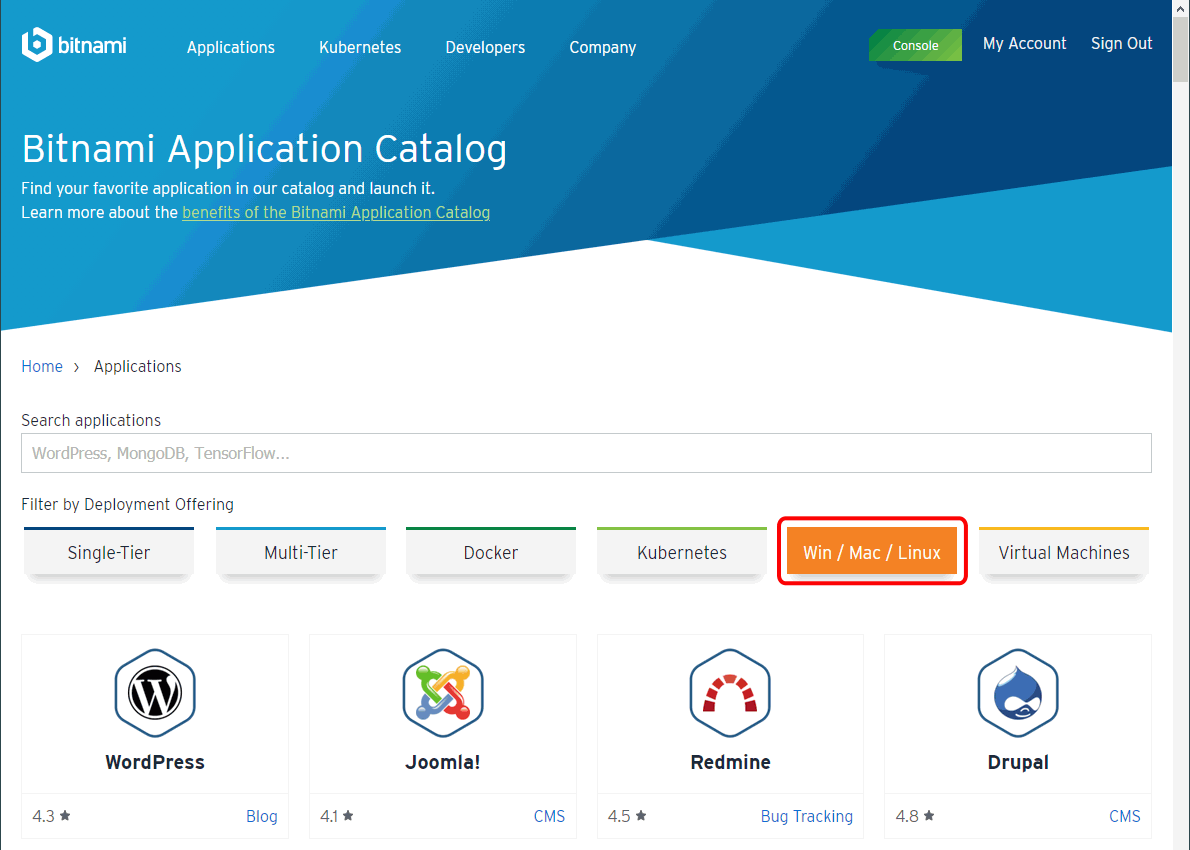 bitnami
Applications Kubernetes Developers Company
Console My Account Sign Out
Bitnami Application Catalog
Find your favorite application in our catalog and launch it.
Learn more about the benefits of the Bitnami Application Catalog
Home › Applications
Search applications
WordPress, MongoDB, TensorFlow...
Filter by Deployment Offering
Single-Tier Multi-Tier Docker Kubernetes Win / Mac / Linux Virtual Machines
WordPress Joomla! Redmine Drupal
4.3 ★ Blog 4.1 ★ CMS 4.5 ★ Bug Tracking 4.8 ★ CMS